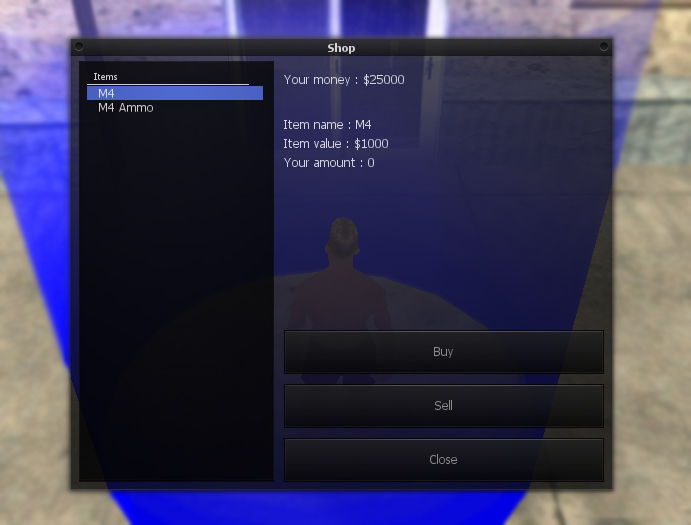 Shop
Items
M4
M4 Ammo
Your money : $25000
Item name : M4
Item value : $1000
Your amount : 0
Buy
Sell
Close